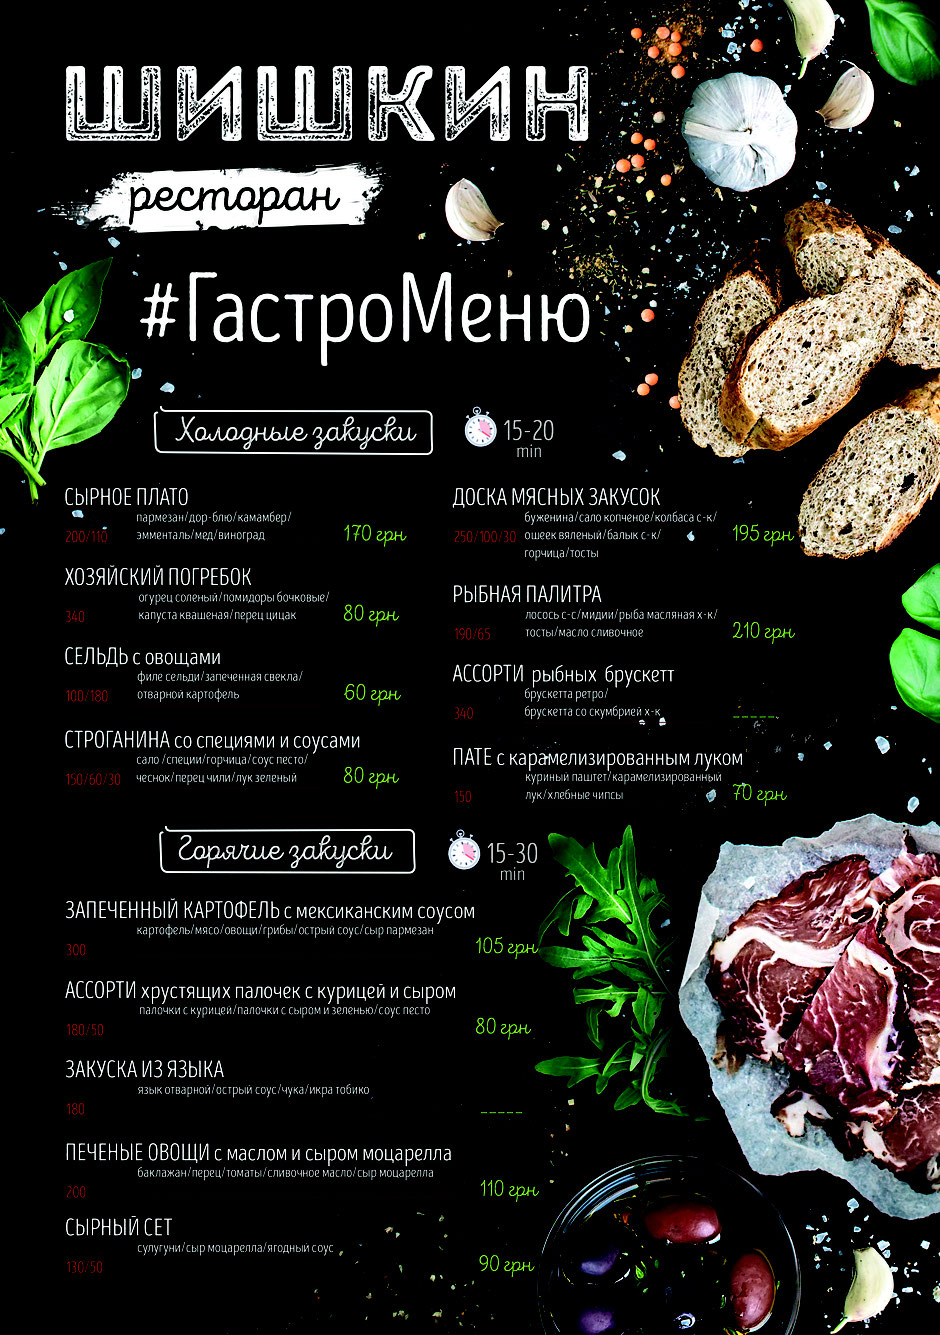 ШИШКИН
ресторан
#ГастроМеню
Холодные закуски
15-20
min
СЫРНОЕ ПЛАТО
пармезан/дор-блю/камамбер/
200/110 эмменталь/мед/виноград 170 грн
ХОЗЯЙСКИЙ ПОГРЕБОК
огурец соленый/помидоры бочковые/
340 капуста квашеная/перец цицак 80 грн
СЕЛЬДЬ с овощами
филе сельди/запеченная свекла/
100/180 отварной картофель 60 грн
СТРОГАНИНА со специями и соусами
сало /специи/горчица/соус песто/
150/60/30 чеснок/перец чили/лук зеленый 80 грн
ДОСКА МЯСНЫХ ЗАКУСОК
буженина/сало копченое/колбаса с-к/
250/100/30 ошеек вяленый/балык с-к/ 195 грн
горчица/тосты
РЫБНАЯ ПАЛИТРА
лосось с-с/мидии/рыба масляная х-к/
190/65 тосты/масло сливочное 210 грн
АССОРТИ рыбных брускетт
брускетта ретро/
340 брускетта со скумбрией х-к _____
ПАТЕ с карамелизированным луком
куриный паштет/карамелизированный
150 лук/хлебные чипсы 70 грн
Горячие закуски
15-30
min
ЗАПЕЧЕННЫЙ КАРТОФЕЛЬ с мексиканским соусом
картофель/мясо/овощи/грибы/острый соус/сыр пармезан
300 105 грн
АССОРТИ хрустящих палочек с курицей и сыром
палочки с курицей/палочки с сыром и зеленью/соус песто
180/50 80 грн
ЗАКУСКА ИЗ ЯЗЫКА
язык отварной/острый соус/чука/икра тобико
180 _____
ПЕЧЕНЫЕ ОВОЩИ с маслом и сыром моцарелла
баклажан/перец/томаты/сливочное масло/сыр моцарелла
200 110 грн
СЫРНЫЙ СЕТ
сулугуни/сыр моцарелла/ягодный соус
130/50 90 грн